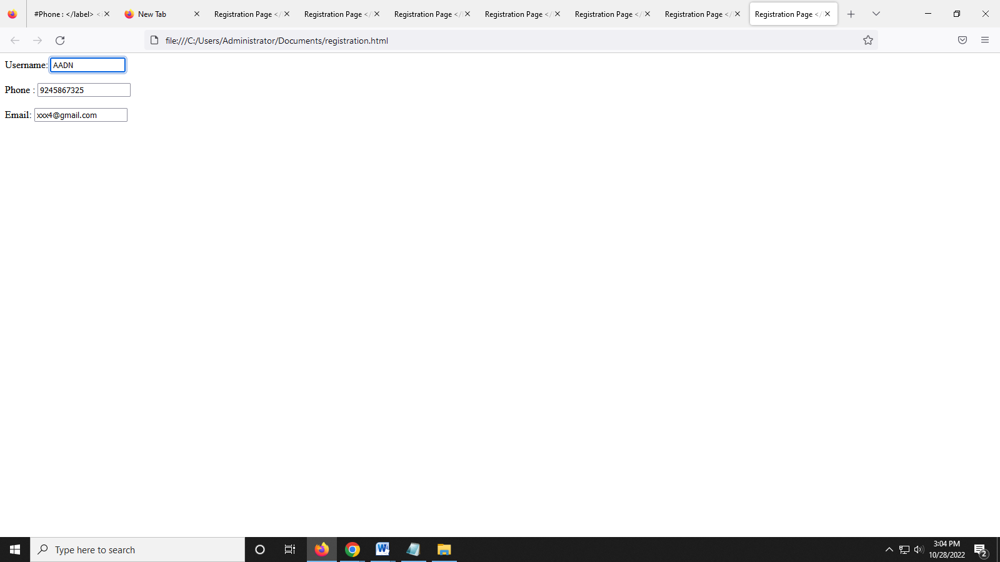 #Phone : </label> <
New Tab
Registration Page </
Registration Page </
Registration Page </
Registration Page </
Registration Page </
Registration Page </
Registration Page </
file:///C:/Users/Administrator/Documents/registration.html
Username: AADN
Phone : 9245867325
Email: xxx4@gmail.com
Type here to search
3:04 PM
10/28/2022
2